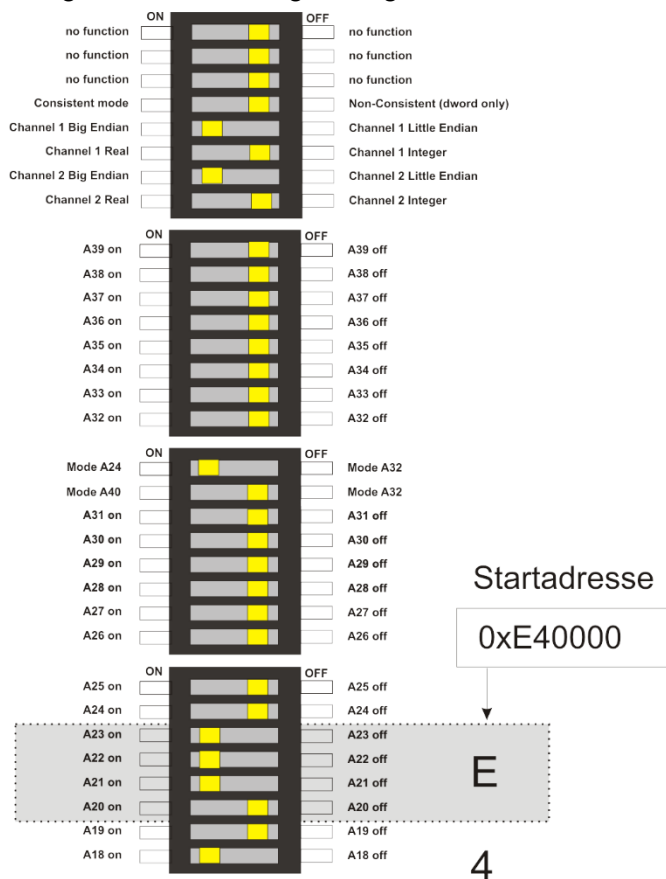 ON OFF
no function no function
no function no function
no function no function
Consistent mode Non-Consistent (dword only)
Channel 1 Big Endian Channel 1 Little Endian
Channel 1 Real Channel 1 Integer
Channel 2 Big Endian Channel 2 Little Endian
Channel 2 Real Channel 2 Integer
ON OFF
A39 on A39 off
A38 on A38 off
A37 on A37 off
A36 on A36 off
A35 on A35 off
A34 on A34 off
A33 on A33 off
A32 on A32 off
ON OFF
Mode A24 Mode A32
Mode A40 Mode A32
A31 on A31 off
A30 on A30 off
A29 on A29 off
A28 on A28 off
A27 on A27 off
A26 on A26 off
Startadresse
0xE40000
ON OFF
A25 on A25 off
A24 on A24 off
A23 on A23 off
A22 on A22 off
E
A21 on A21 off
A20 on A20 off
A19 on A19 off
A18 on A18 off
4